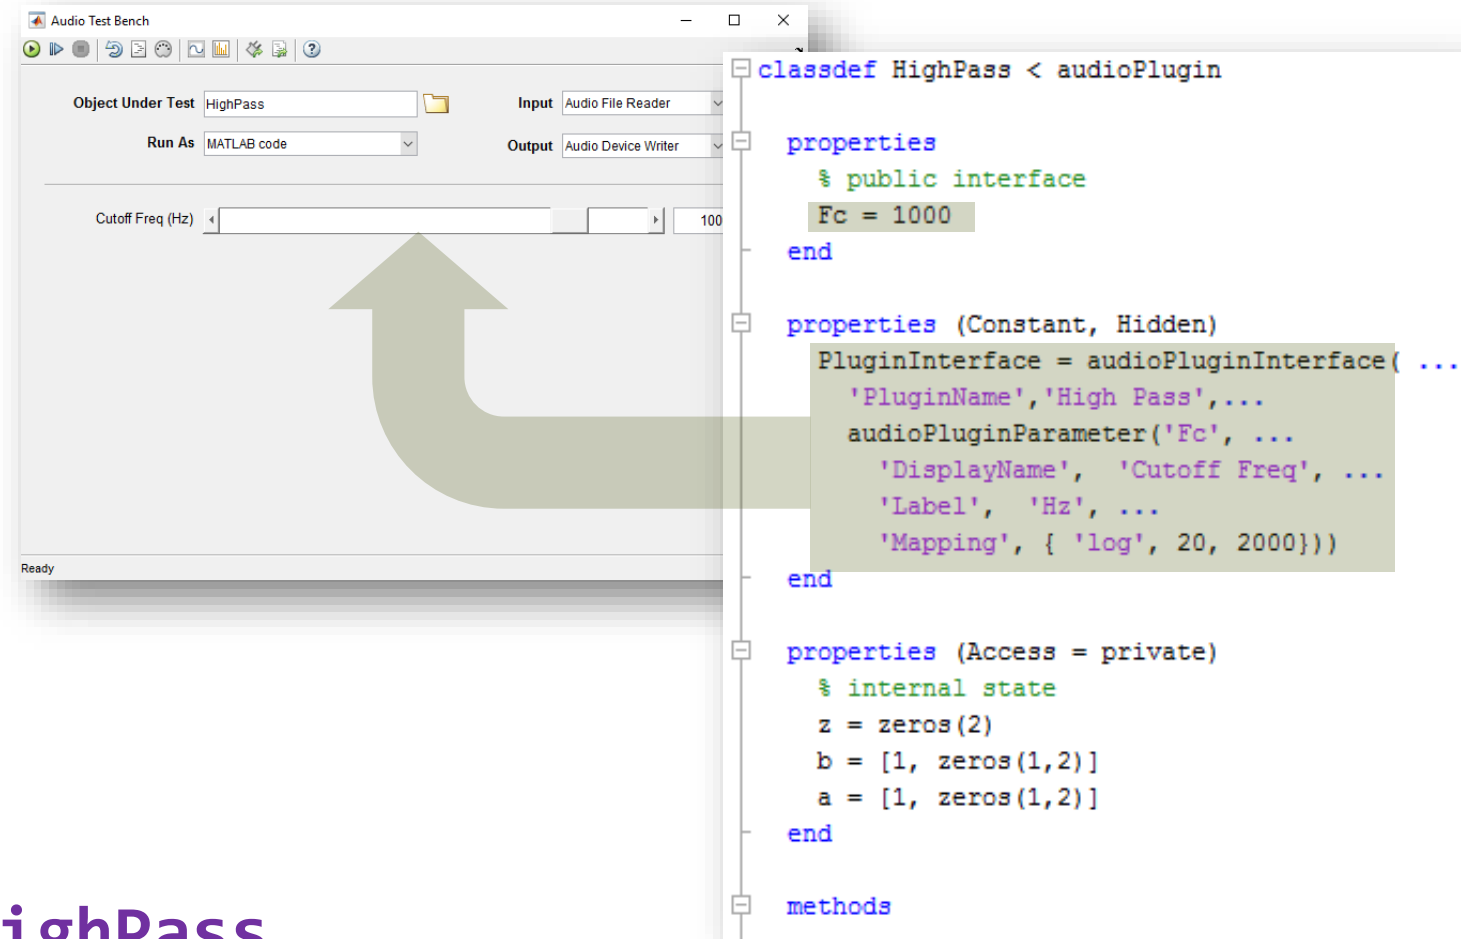 Audio Test Bench
Object Under Test HighPass
Input Audio File Reader
Run As MATLAB code
Output Audio Device Writer
Cutoff Freq (Hz) 100
Ready
classdef HighPass < audioPlugin
properties
% public interface
Fc = 1000
end
properties (Constant, Hidden)
PluginInterface = audioPluginInterface( ...
'PluginName','High Pass',...
audioPluginParameter('Fc', ...
'DisplayName', 'Cutoff Freq', ...
'Label', 'Hz', ...
'Mapping', { 'log', 20, 2000}))
end
properties (Access = private)
% internal state
z = zeros(2)
b = [1, zeros(1,2)]
a = [1, zeros(1,2)]
end
methods
ighPass